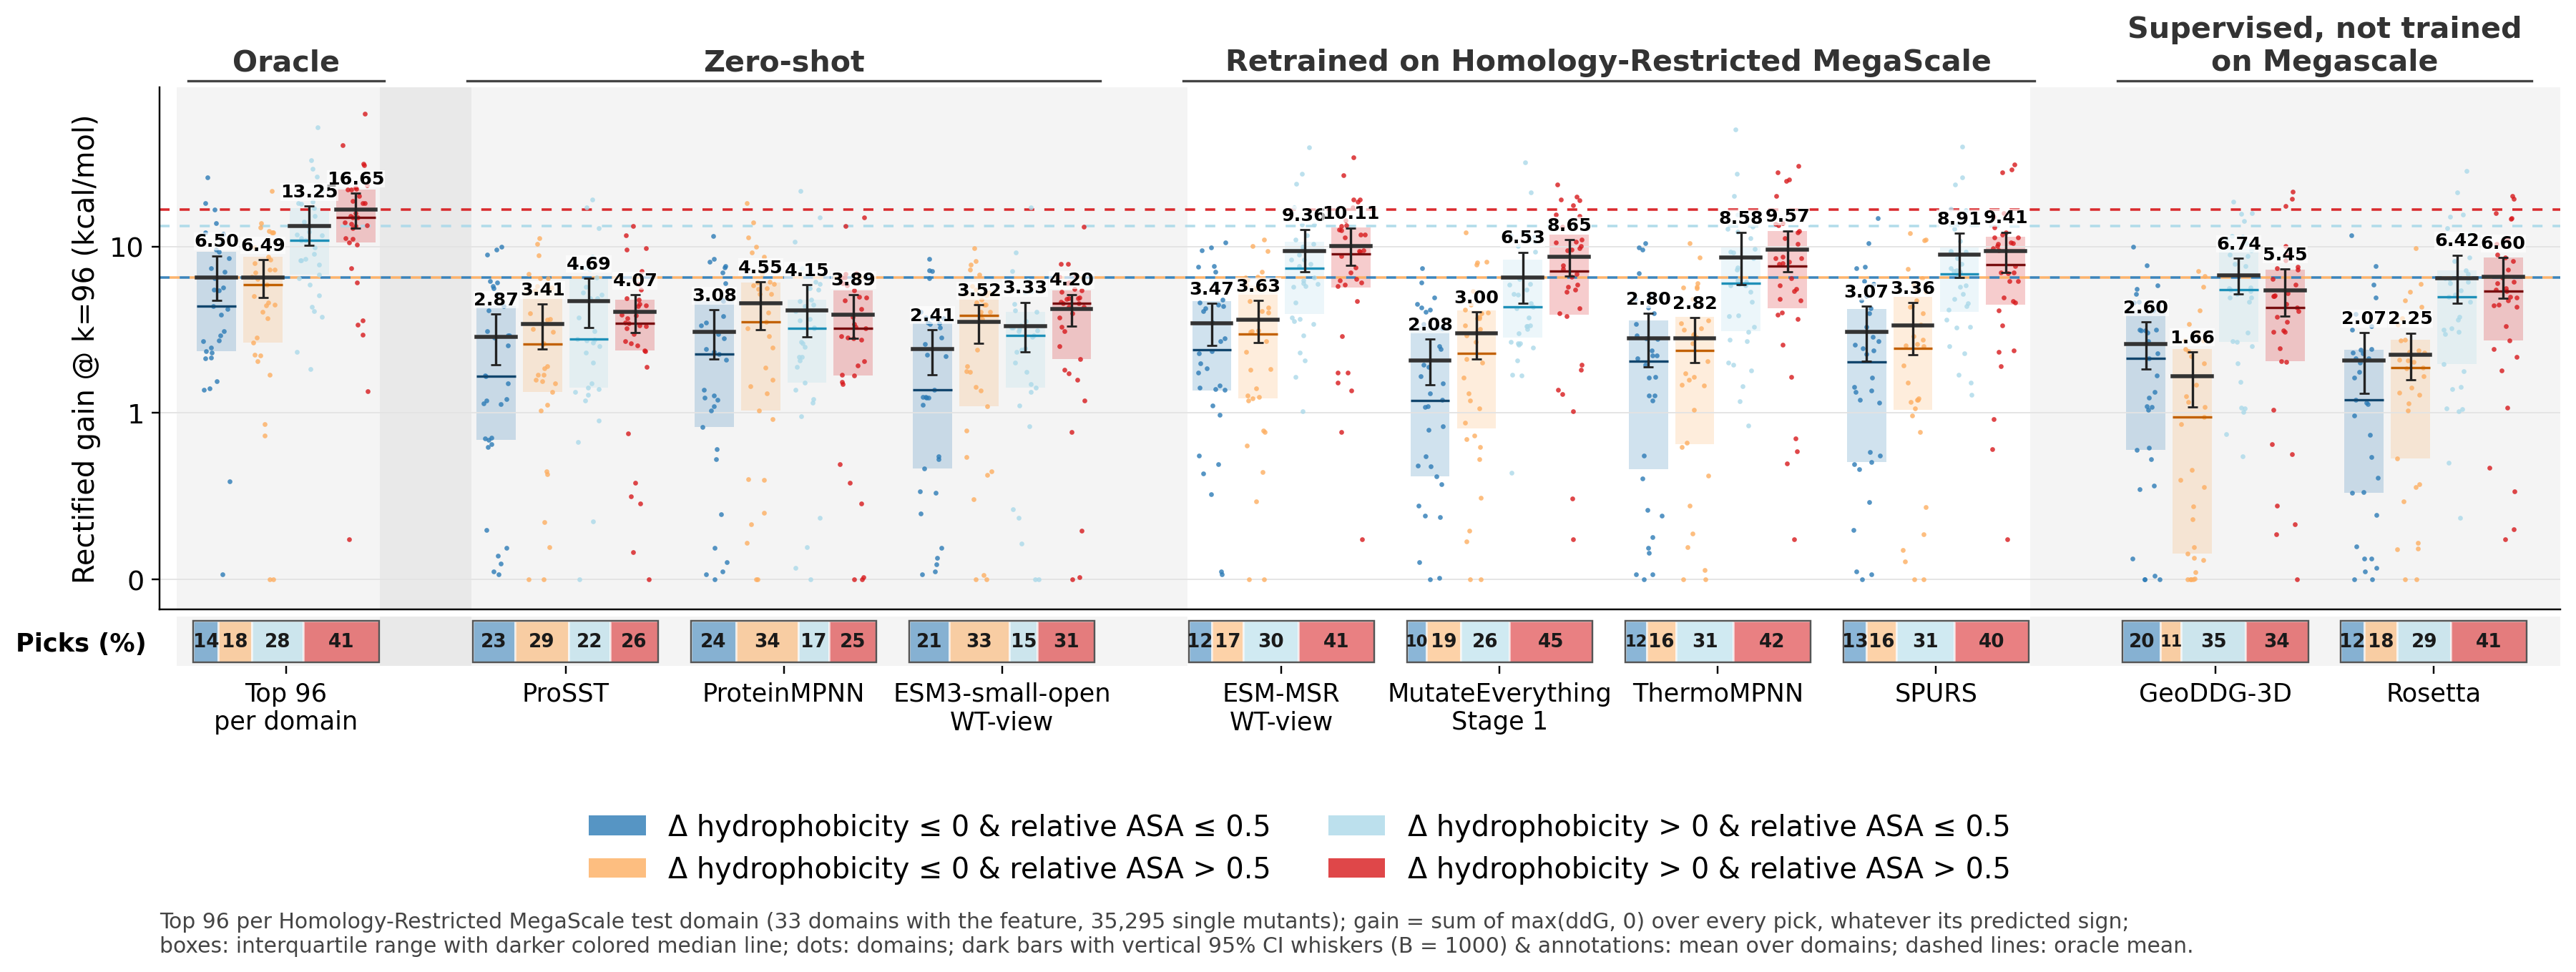 Oracle
Zero-shot
Retrained on Homology-Restricted MegaScale
Supervised, not trained
on Megascale
Rectified gain @ k=96 (kcal/mol)
10
1
0
6.50 6.49 13.25 16.65
2.87 3.41 4.69 4.07
3.08 4.55 4.15 3.89
2.41 3.52 3.33 4.20
3.47 3.63 9.36 10.11
2.08 3.00 6.53 8.65
2.80 2.82 8.58 9.57
3.07 3.36 8.91 9.41
2.60 1.66 6.74 5.45
2.07 2.25 6.42 6.60
Picks (%)
14 18 28 41
23 29 22 26
24 34 17 25
21 33 15 31
12 17 30 41
10 19 26 45
12 16 31 42
13 16 31 40
20 11 35 34
12 18 29 41
Top 96
per domain
ProSST
ProteinMPNN
ESM3-small-open
WT-view
ESM-MSR
WT-view
MutateEverything
Stage 1
ThermoMPNN
SPURS
GeoDDG-3D
Rosetta
Δ hydrophobicity ≤ 0 & relative ASA ≤ 0.5
Δ hydrophobicity > 0 & relative ASA ≤ 0.5
Δ hydrophobicity ≤ 0 & relative ASA > 0.5
Δ hydrophobicity > 0 & relative ASA > 0.5
Top 96 per Homology-Restricted MegaScale test domain (33 domains with the feature, 35,295 single mutants); gain = sum of max(ddG, 0) over every pick, whatever its predicted sign;
boxes: interquartile range with darker colored median line; dots: domains; dark bars with vertical 95% CI whiskers (B = 1000) & annotations: mean over domains; dashed lines: oracle mean.